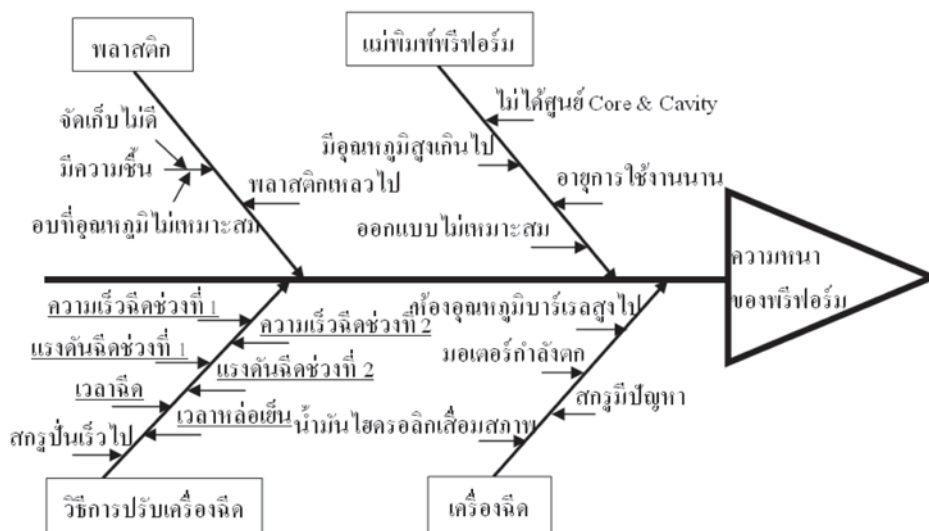 พลาสติก
แม่พิมพ์พรีฟอร์ม
ไม่ได้ศูนย์ Core & Cavity
จัดเก็บไม่ดี
มีอุณหภูมิสูงเกินไป
มีความชื้น
พลาสติกเหลวไป
อายุการใช้งานนาน
อบที่อุณหภูมิไม่เหมาะสม
ออกแบบไม่เหมาะสม
ความหนา
ของพรีฟอร์ม
ความเร็วฉีดช่วงที่ 1
ห้องอุณหภูมิบาร์เรลสูงไป
ความเร็วฉีดช่วงที่ 2
แรงดันฉีดช่วงที่ 1
มอเตอร์กำลังตก
แรงดันฉีดช่วงที่ 2
เวลาฉีด
สกรูมีปัญหา
เวลาหล่อเย็น
น้ำมันไฮดรอลิกเสื่อมสภาพ
สกรูปั่นเร็วไป
วิธีการปรับเครื่องฉีด
เครื่องฉีด